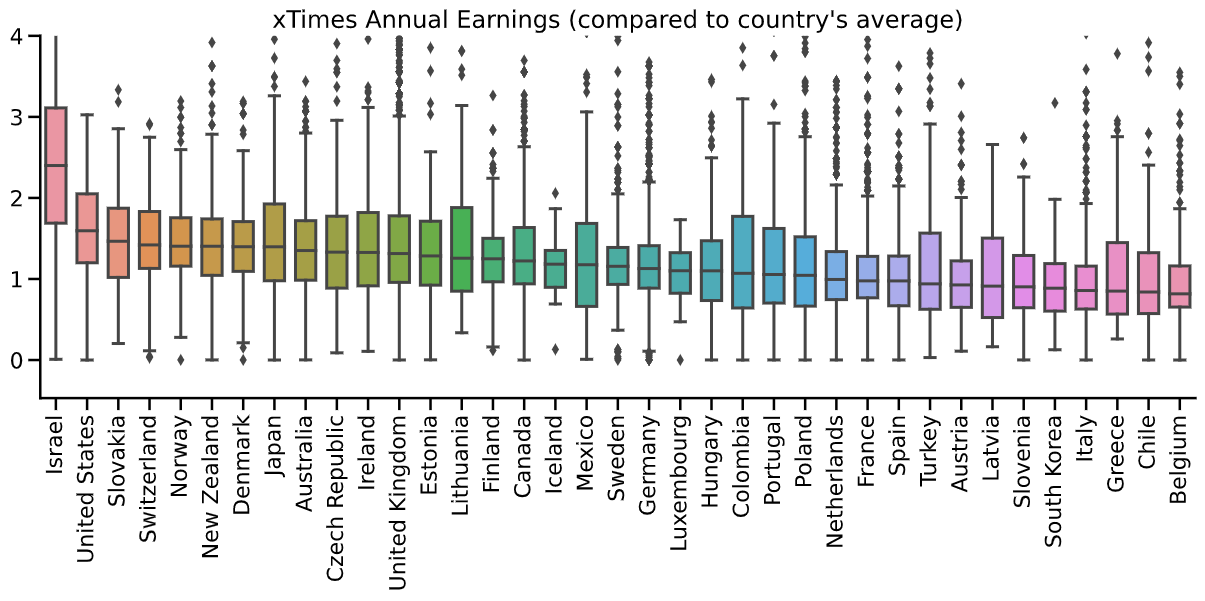 xTimes Annual Earnings (compared to country's average)
4
3
2
1
0
Israel
United States
Slovakia
Switzerland
Norway
New Zealand
Denmark
Japan
Australia
Czech Republic
Ireland
United Kingdom
Estonia
Lithuania
Finland
Canada
Iceland
Mexico
Sweden
Germany
Luxembourg
Hungary
Colombia
Portugal
Poland
Netherlands
France
Spain
Turkey
Austria
Latvia
Slovenia
South Korea
Italy
Greece
Chile
Belgium